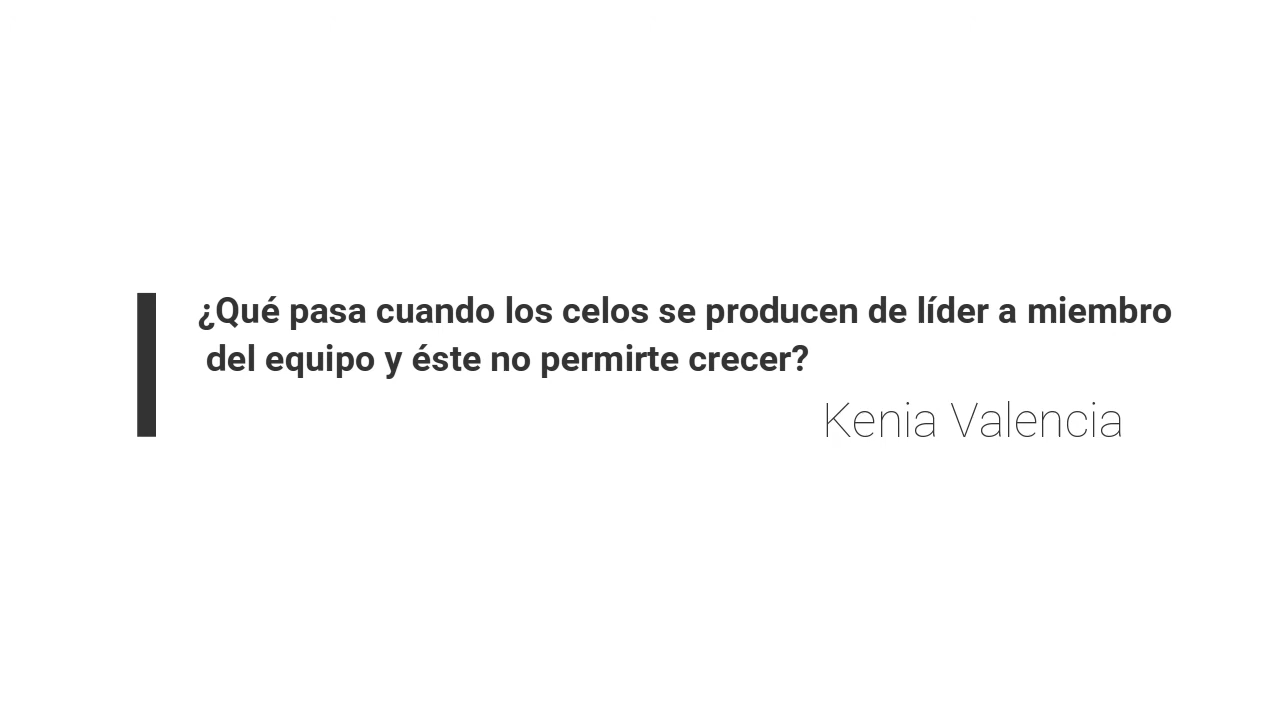 ¿Qué pasa cuando los celos se producen de líder a miembro
del equipo y éste no permirte crecer?
Kenia Valencia